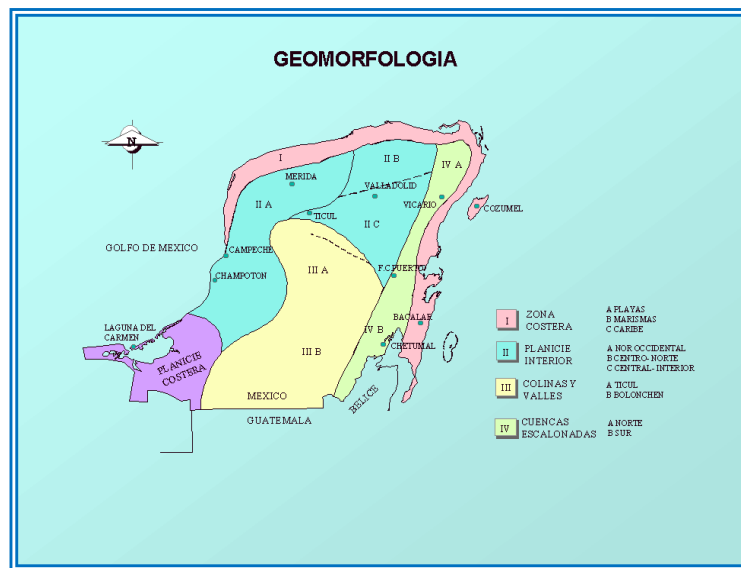 GEOMORFOLOGIA
N
I
II B
IV A
MERIDA
VALLADOLID
II A
VICARIO
COZUMEL
TICUL
II C
GOLFO DE MEXICO
CAMPECHE
III A
F.C.PUERTO
CHAMPOTON
LAGUNA DEL
CARMEN
BACALAR
IV B
CHETUMAL
III B
PLANICIE
COSTERA
MEXICO
BELICE
GUATEMALA
I ZONA COSTERA
A PLAYAS
B MARISMAS
C CARIBE
II PLANICIE INTERIOR
A NOR OCCIDENTAL
B CENTRO- NORTE
C CENTRAL- INTERIOR
III COLINAS Y VALLES
A TICUL
B BOLONCHEN
IV CUENCAS ESCALONADAS
A NORTE
B SUR